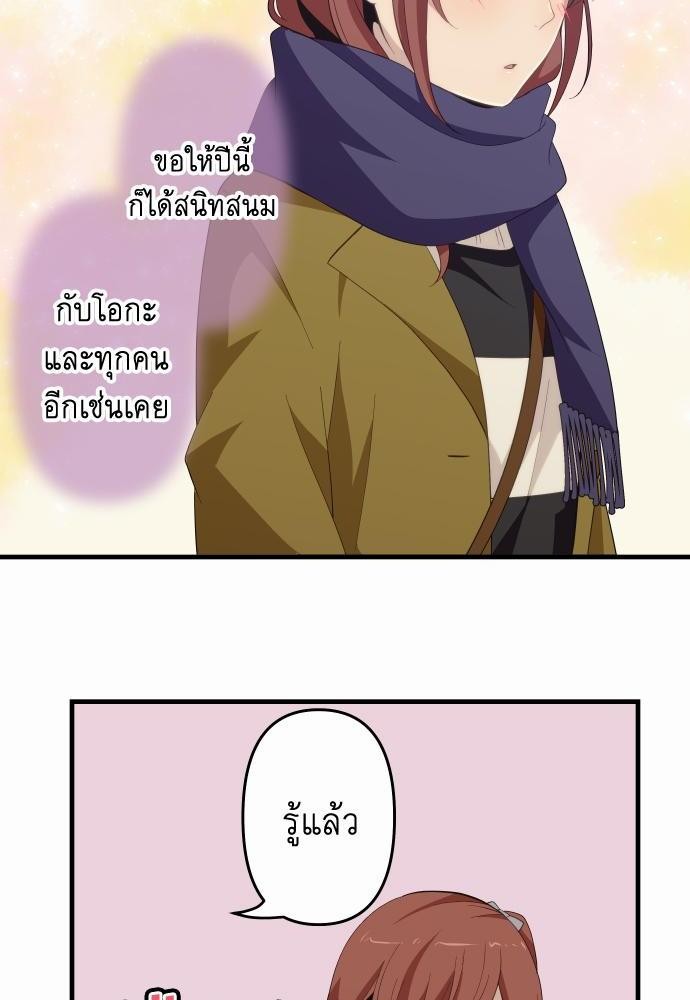 ขอให้ปีนี้
ก็ได้สนิทสนม
กับโอกะ
และทุกคน
อีกเช่นเคย
รู้แล้ว